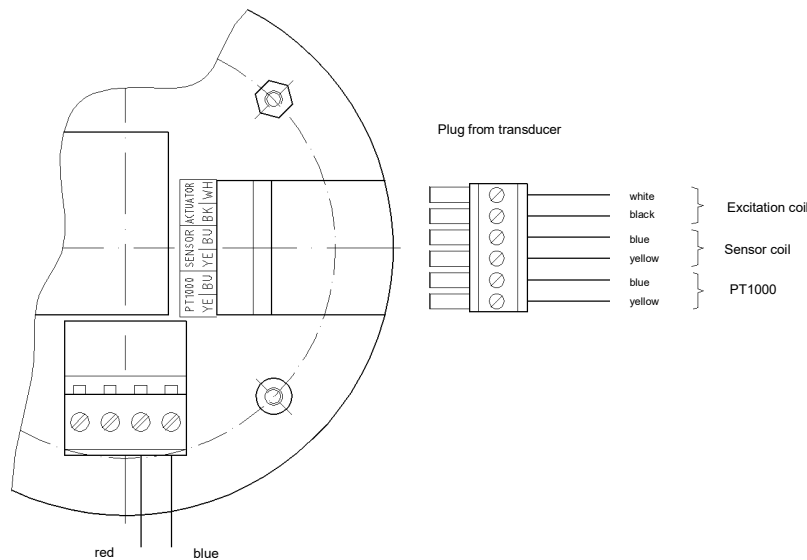 Plug from transducer
PT1000 SENSOR ACTUATOR
YE BU YE BU BK WH
white
black
Excitation coil
blue
yellow
Sensor coil
blue
yellow
PT1000
red blue